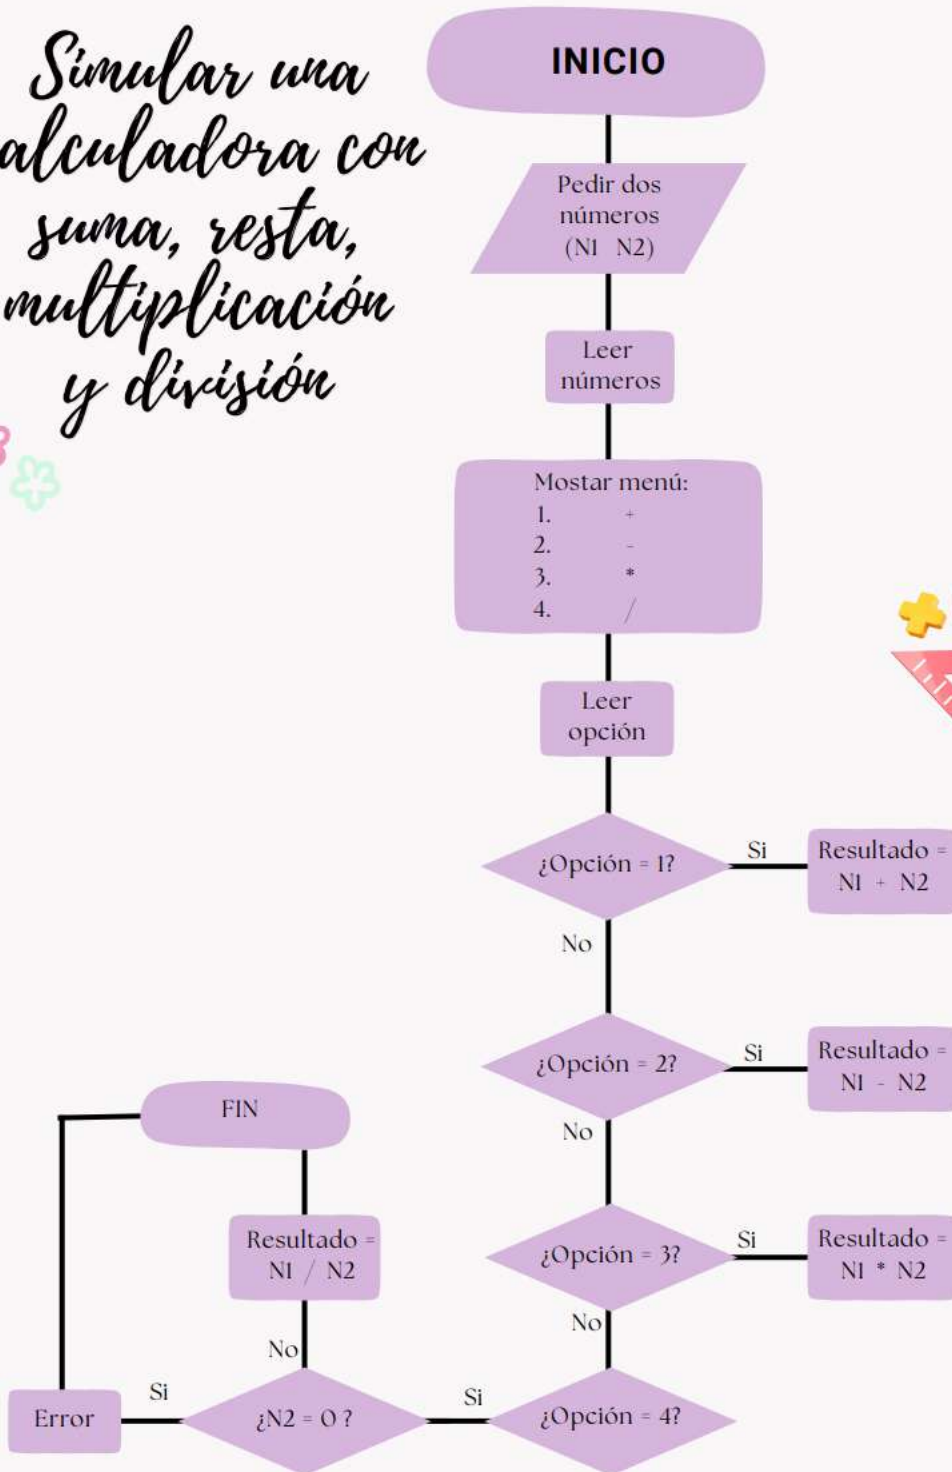 Simular una
alculadora con
suma, resta,
multiplicación
y división
INICIO
Pedir dos
números
(N1 N2)
Leer
números
Mostar menú:
1. +
2. -
3. *
4. /
Leer
opción
¿Opción = 1?
Si
Resultado =
N1 + N2
No
¿Opción = 2?
Si
Resultado =
N1 - N2
No
¿Opción = 3?
Si
Resultado =
N1 * N2
No
¿Opción = 4?
Si
¿N2 = 0 ?
No
Resultado =
N1 / N2
Si
Error
FIN